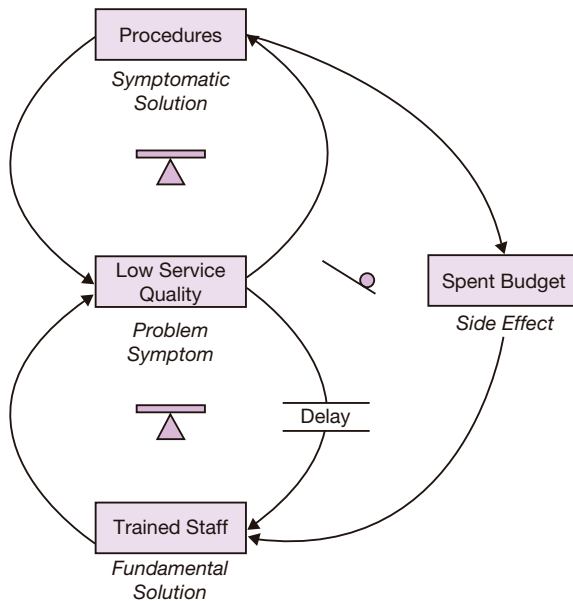 Procedures
Symptomatic
Solution
Low Service
Quality
Problem
Symptom
Spent Budget
Side Effect
Delay
Trained Staff
Fundamental
Solution